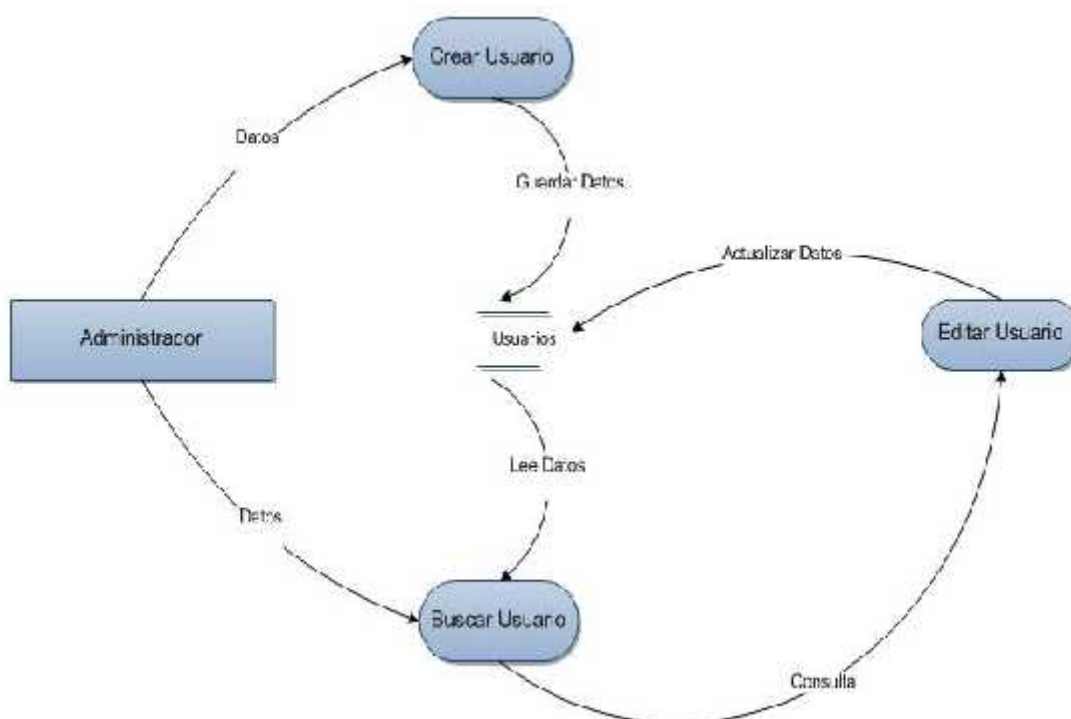 Crear Usuario
Datos
Guardar Datos
Actualizar Datos
Administrador
Usuarios
Editar Usuario
Lee Datos
Datos
Buscar Usuario
Consulta